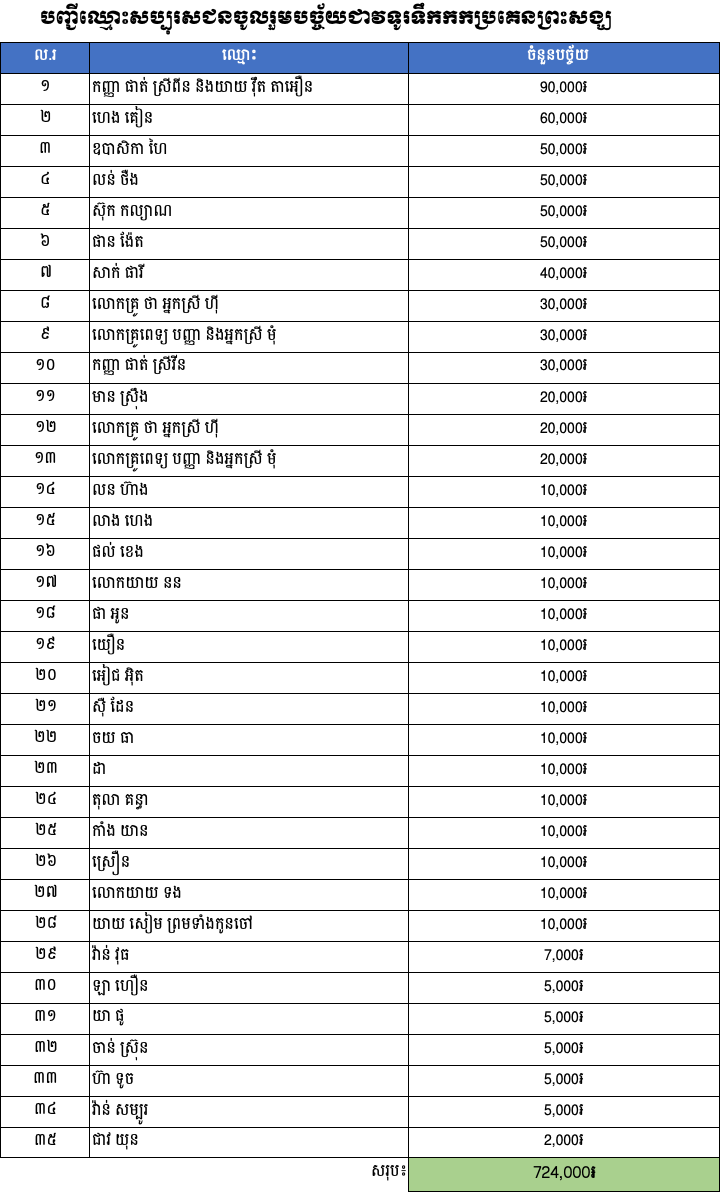 បញ្ជីឈ្មោះសប្បុរសជនចូលរួមបច្ច័យជាវទូរទឹកកកប្រគេនព្រះសង្ឃ
ល.រ ឈ្មោះ ចំនួនបច្ច័យ
១ កញ្ញា ផាត់ ស្រីពីន និងយាយ រ៉ឹត តាអឿន 90,000៛
២ ហេង គឿន 60,000៛
៣ ឧបាសិកា ហៃ 50,000៛
៤ លន់ ថឹង 50,000៛
៥ ស៊ុក កល្យាណ 50,000៛
៦ ផាន ង៉ែត 50,000៛
៧ សាក់ ផារី 40,000៛
៨ លោកគ្រូ ថា អ្នកស្រី ហ៊ី 30,000៛
៩ លោកគ្រូពេទ្យ បញ្ញា និងអ្នកស្រី មុំ 30,000៛
១០ កញ្ញា ផាត់ ស្រីវីន 30,000៛
១១ មាន ស្រ៊ឹង 20,000៛
១២ លោកគ្រូ ថា អ្នកស្រី ហ៊ី 20,000៛
១៣ លោកគ្រូពេទ្យ បញ្ញា និងអ្នកស្រី មុំ 20,000៛
១៤ លន ហ៊ាង 10,000៛
១៥ លាង ហេង 10,000៛
១៦ ផល់ ខេង 10,000៛
១៧ លោកយាយ នន 10,000៛
១៨ ផា អូន 10,000៛
១៩ យឿន 10,000៛
២០ អៀជ អ៊ិត 10,000៛
២១ ស៊ី ដែន 10,000៛
២២ ចយ ធា 10,000៛
២៣ ដា 10,000៛
២៤ តុលា គន្ធា 10,000៛
២៥ កាំង យាន 10,000៛
២៦ ស្រឿន 10,000៛
២៧ លោកយាយ ទង 10,000៛
២៨ យាយ សៀម ព្រមទាំងកូនចៅ 10,000៛
២៩ វ៉ាន់ វុធ 7,000៛
៣០ ឡា ហឿន 5,000៛
៣១ យា ផូ 5,000៛
៣២ ចាន់ ស្រ៊ុន 5,000៛
៣៣ ហ៊ា ទូច 5,000៛
៣៤ វ៉ាន់ សម្បូរ 5,000៛
៣៥ ជាវ យុន 2,000៛
សរុប៖ 724,000៛